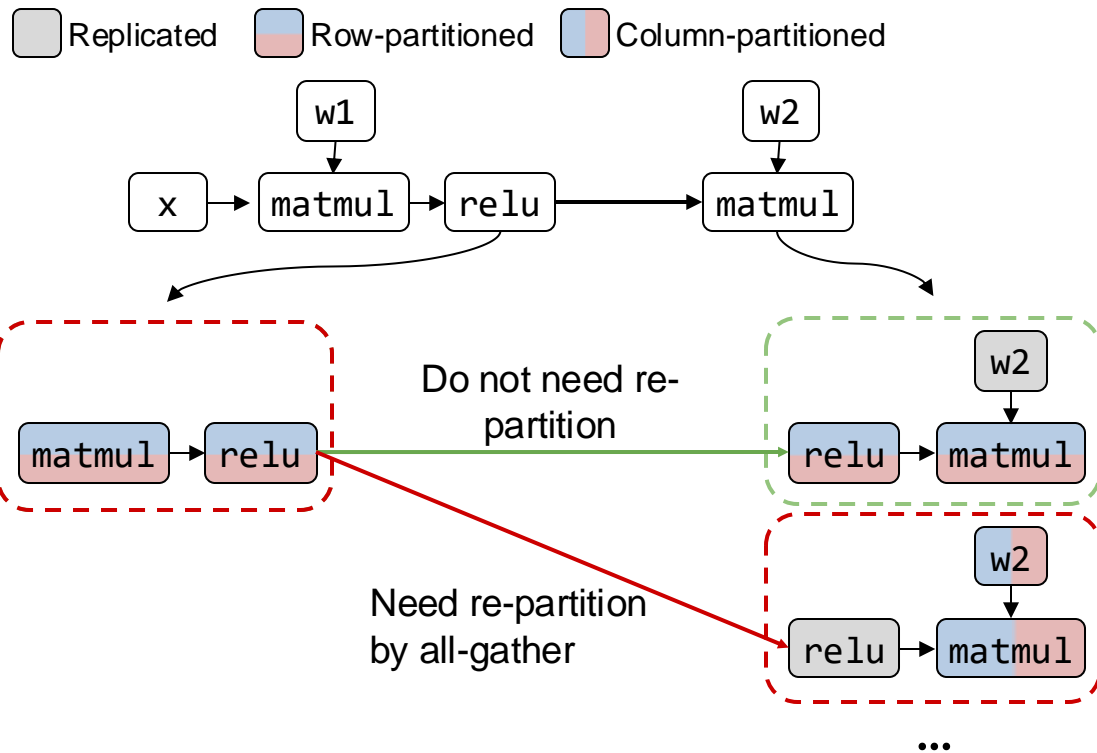 Replicated Row-partitioned Column-partitioned
w1 w2
x matmul relu matmul
Do not need re-
partition
w2
matmul relu relu matmul
w2
Need re-partition
by all-gather
relu matmul
...